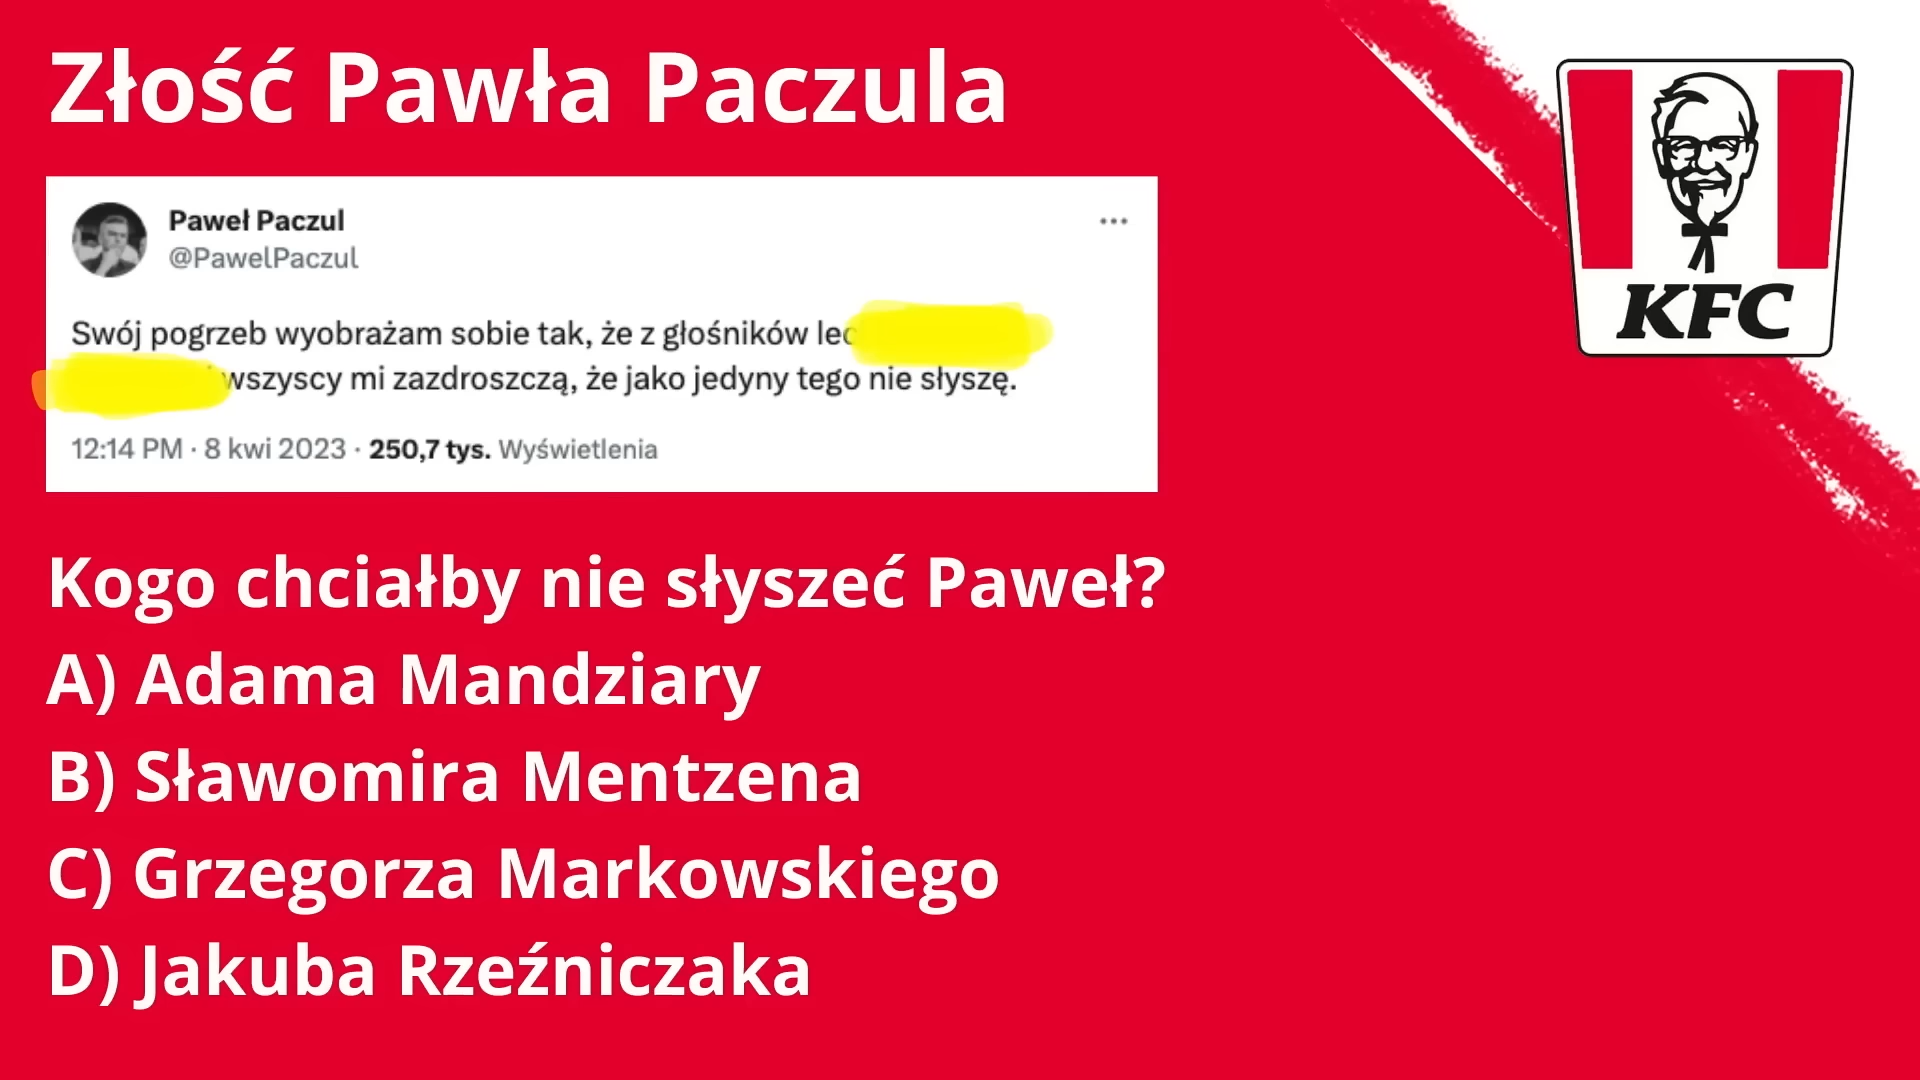 Złość Pawła Paczula
KFC
Paweł Paczul
@PawelPaczul
Swój pogrzeb wyobrażam sobie tak, że z głośników lec
wszyscy mi zazdroszczą, że jako jedyny tego nie słyszę.
12:14 PM · 8 kwi 2023 · 250,7 tys. Wyświetlenia
Kogo chciałby nie słyszeć Paweł?
A) Adama Mandziary
B) Sławomira Mentzena
C) Grzegorza Markowskiego
D) Jakuba Rzeźniczaka